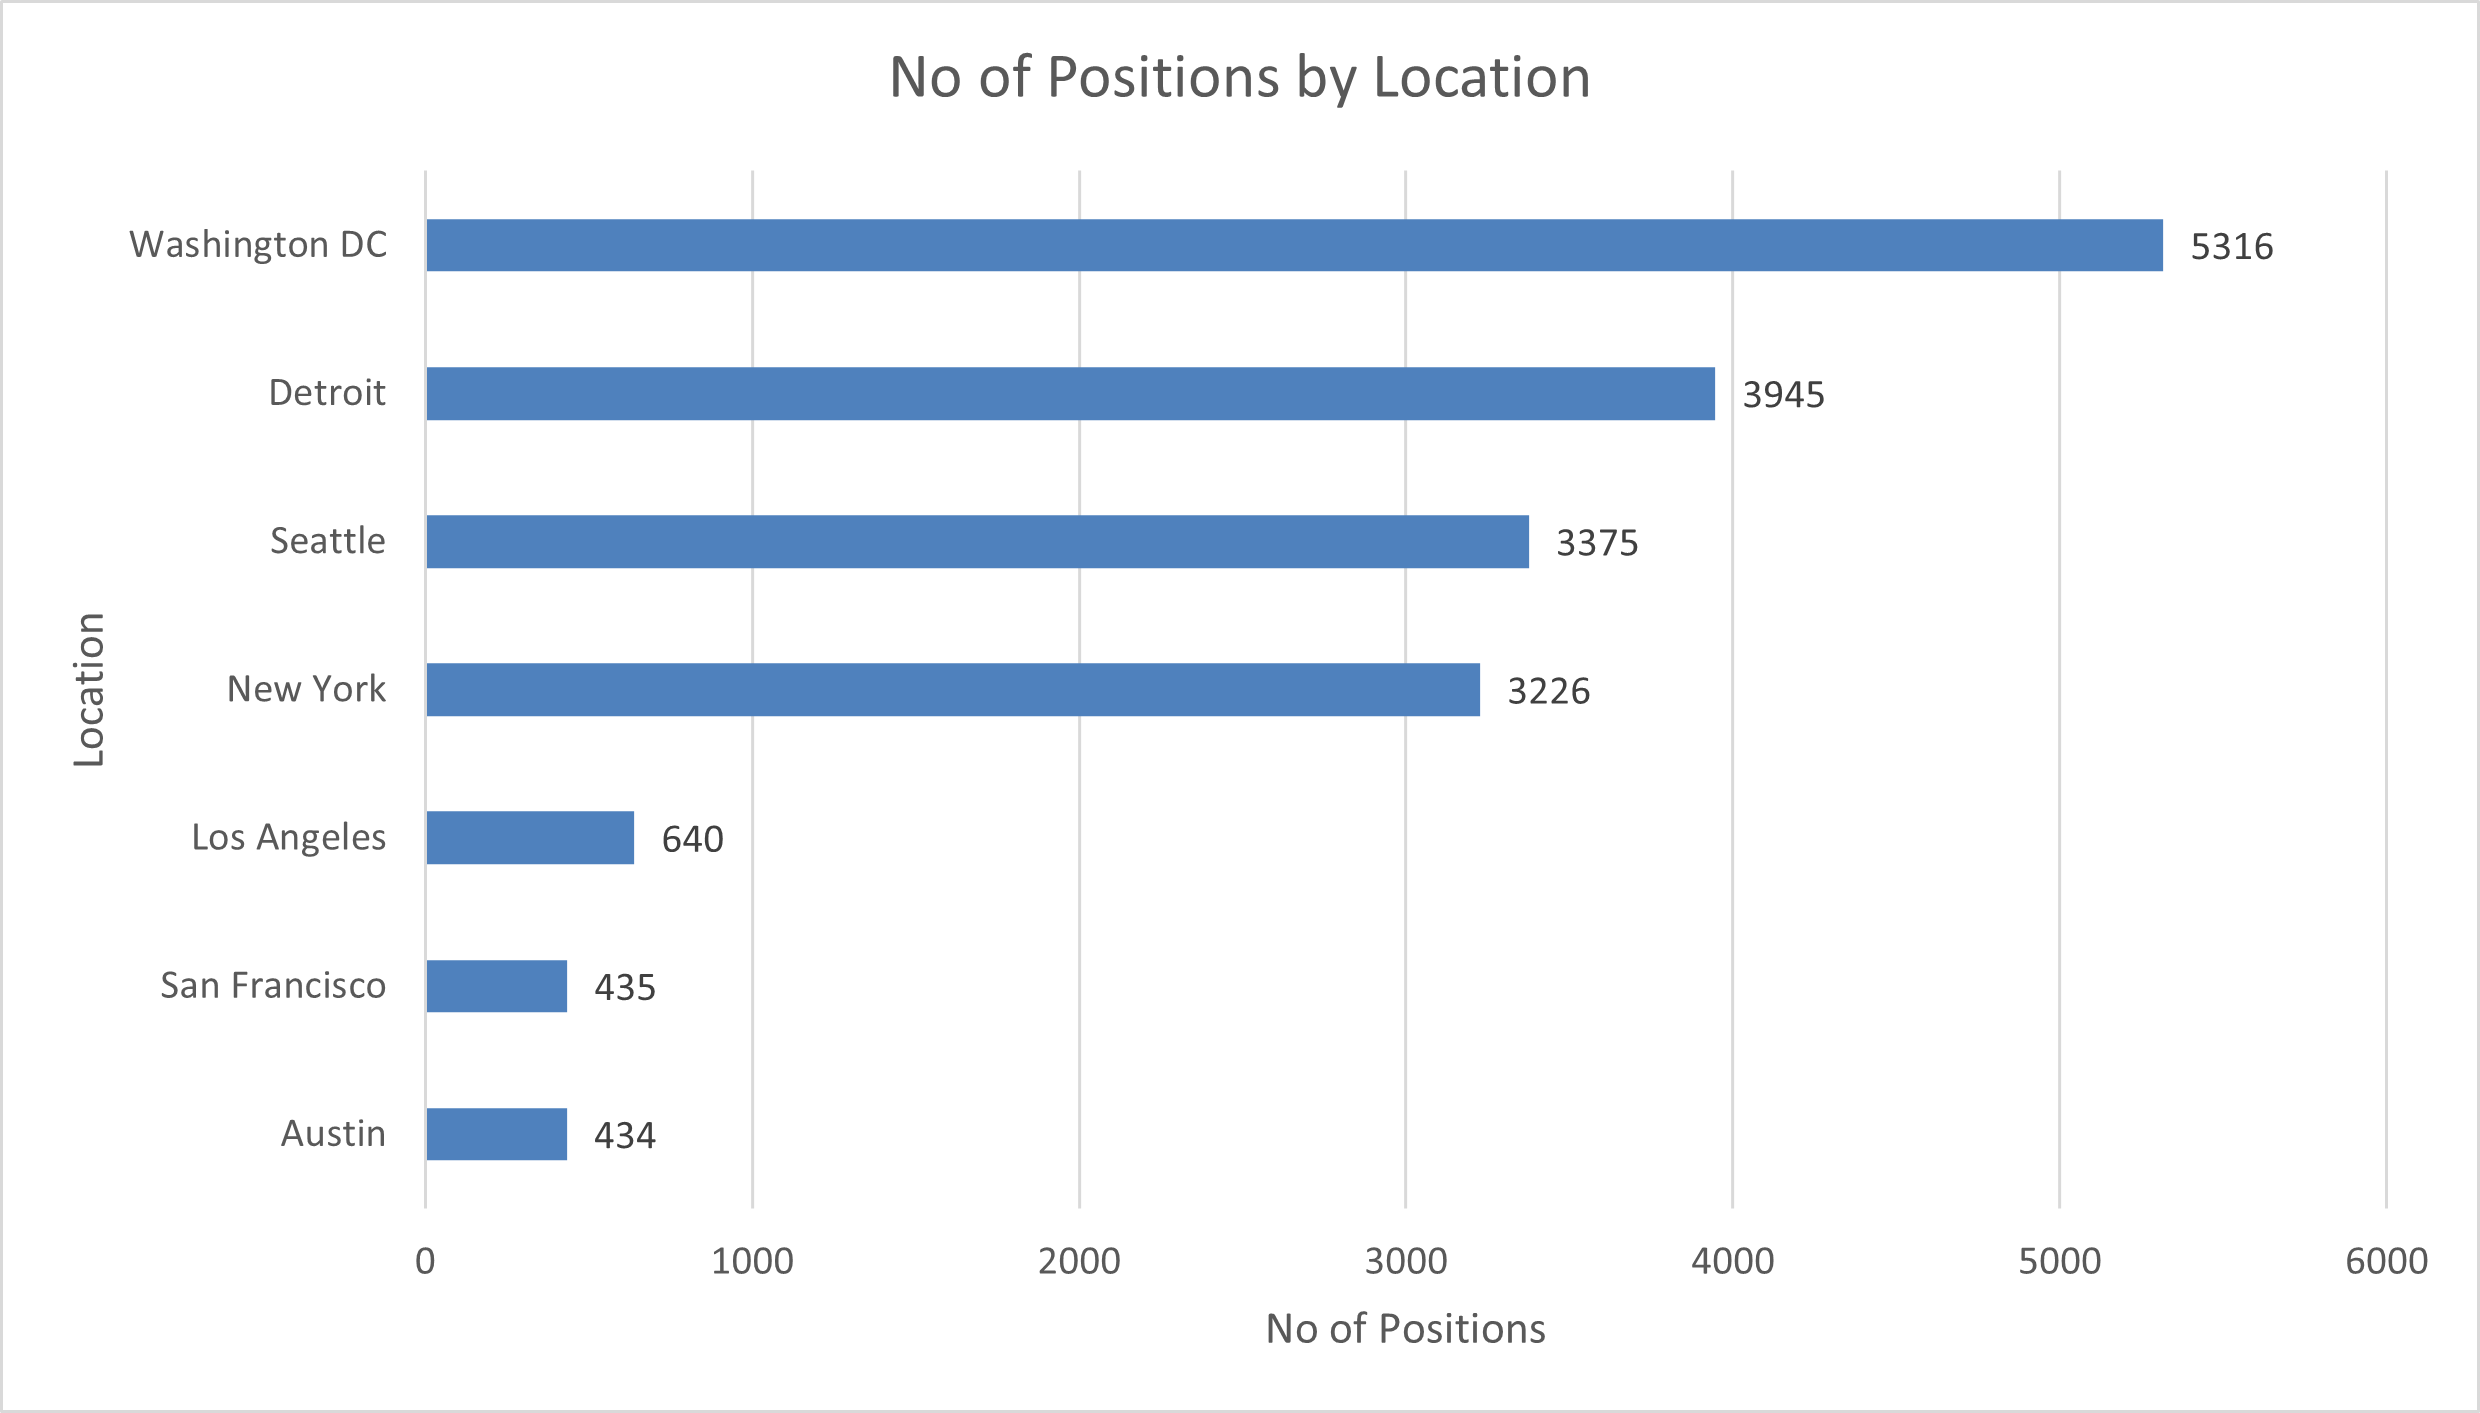 No of Positions by Location
Washington DC 5316
Detroit 3945
Seattle 3375
New York 3226
Los Angeles 640
San Francisco 435
Austin 434
Location
0 1000 2000 3000 4000 5000 6000
No of Positions